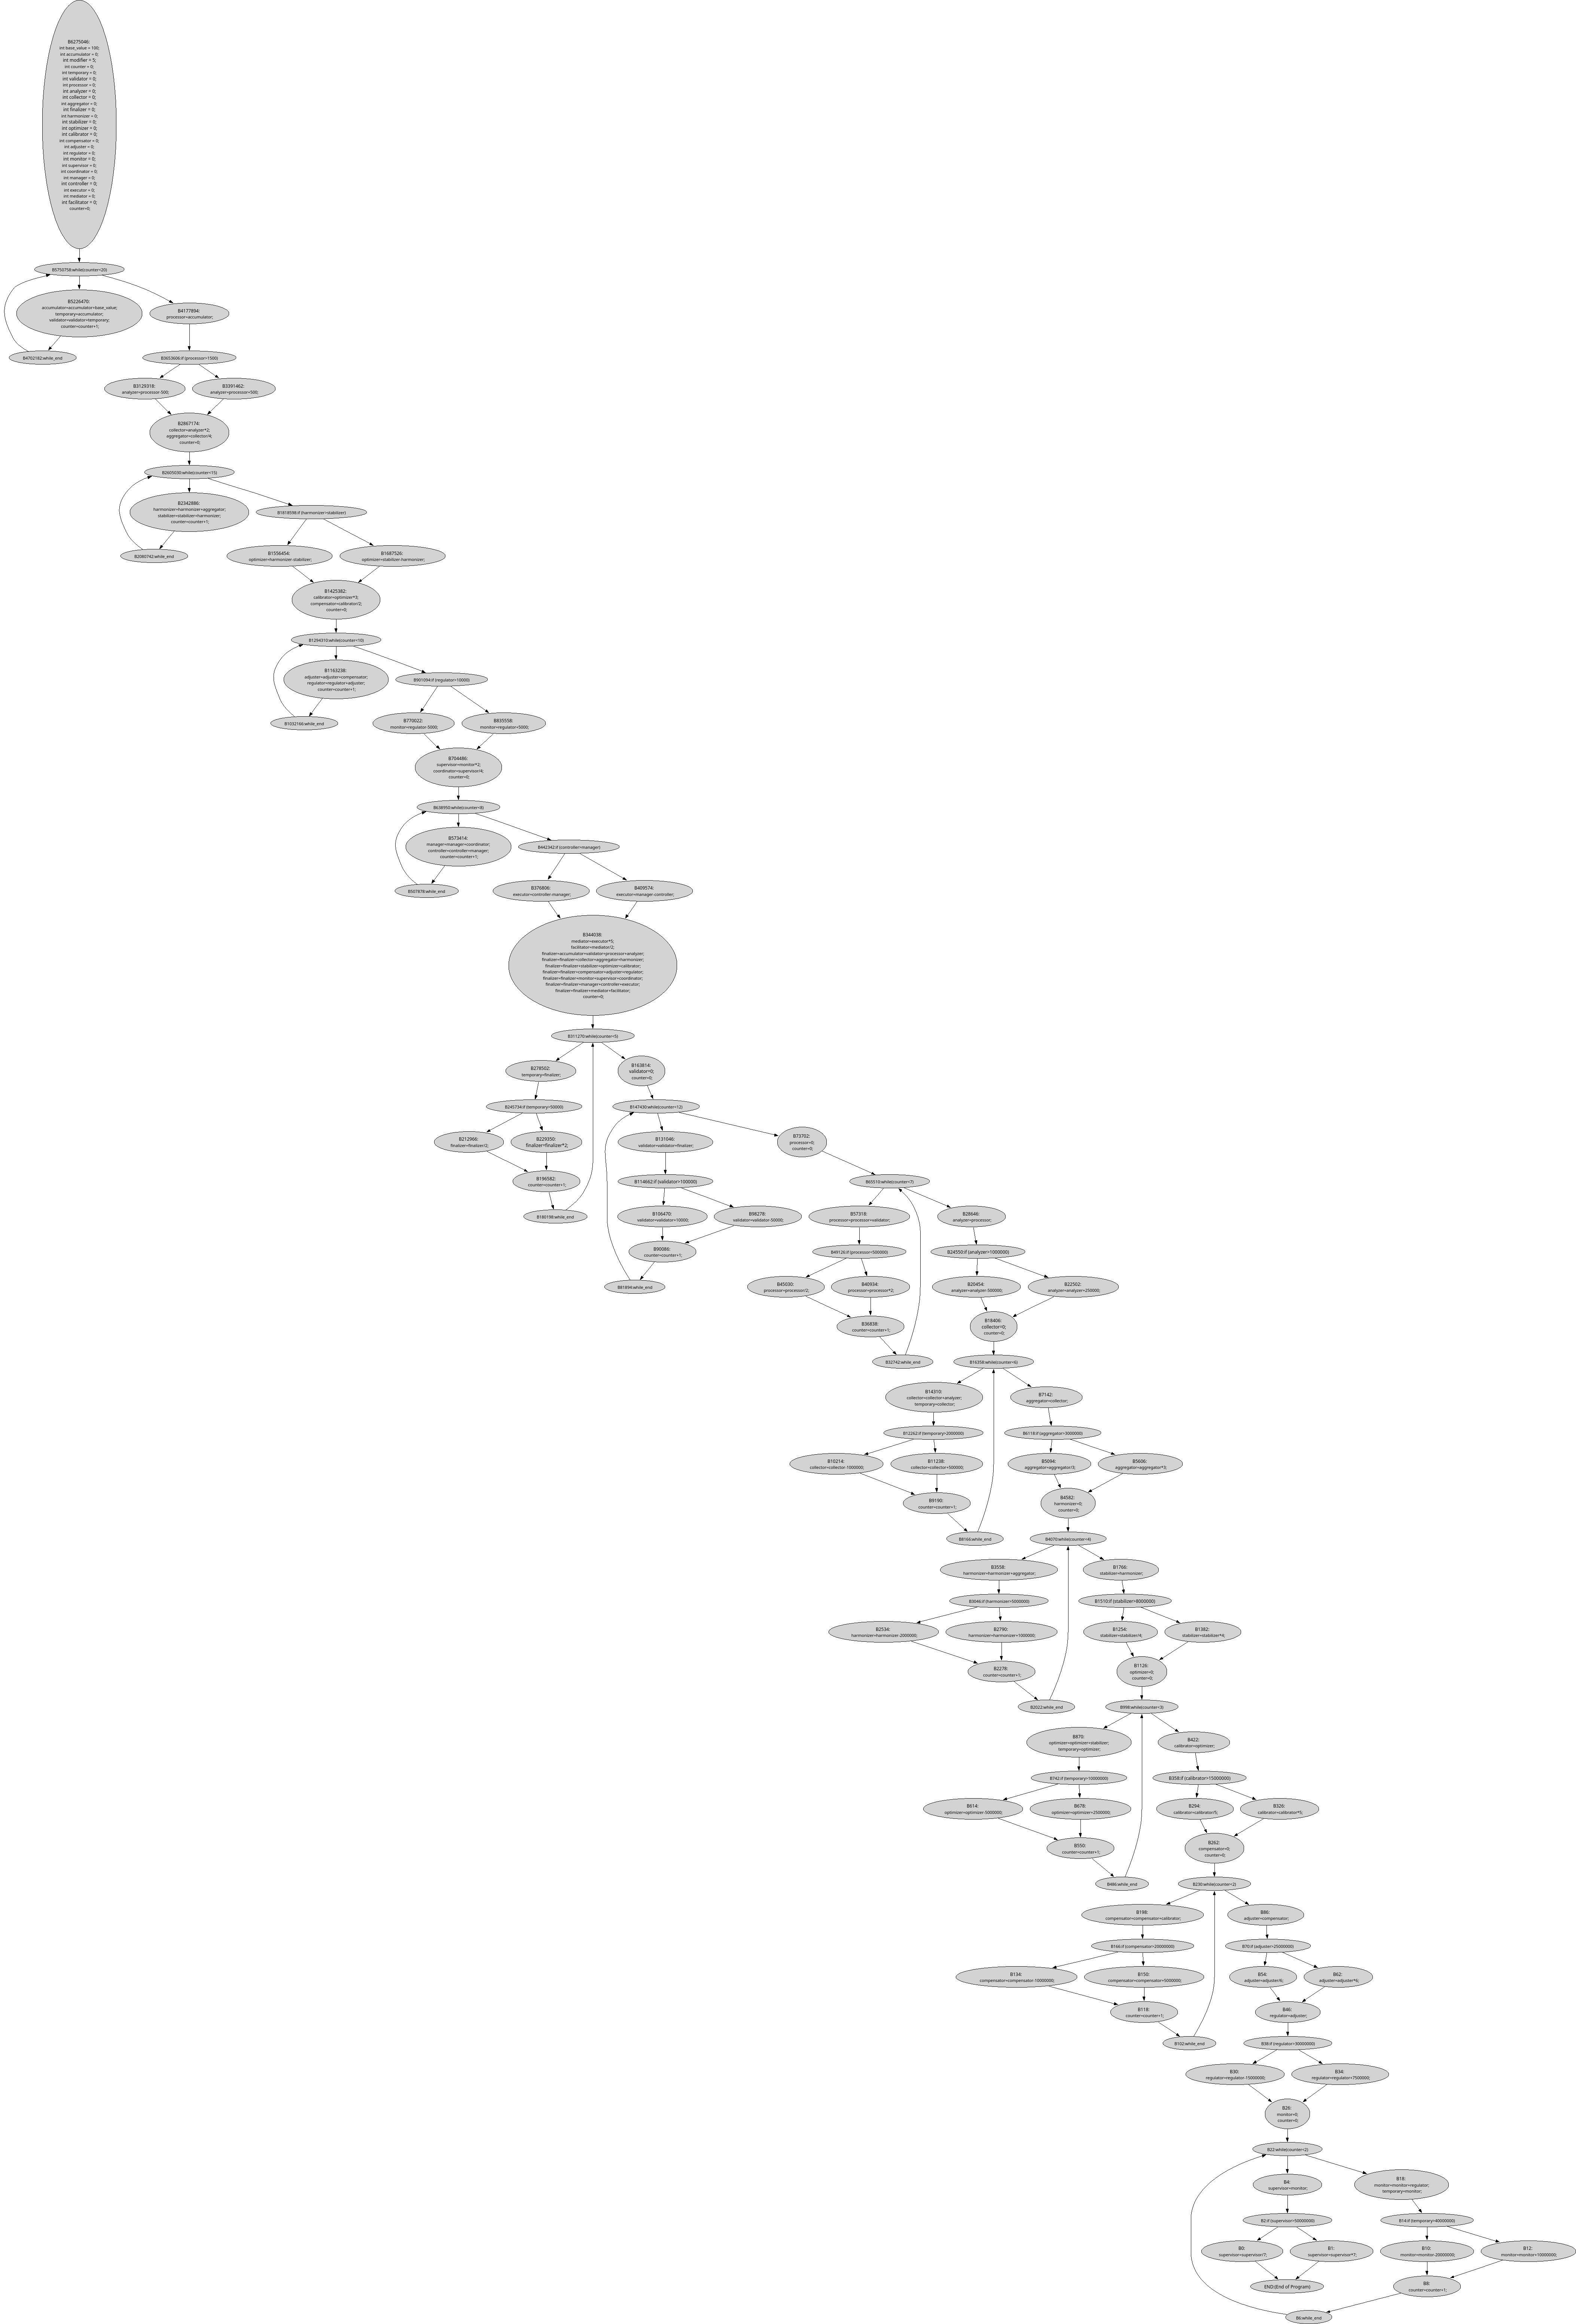 B6275046:
int base_value = 100;
int accumulator = 0;
int modifier = 5;
int counter = 0;
int temporary = 0;
int validator = 0;
int processor = 0;
int analyzer = 0;
int collector = 0;
int aggregator = 0;
int finalizer = 0;
int harmonizer = 0;
int stabilizer = 0;
int optimizer = 0;
int calibrator = 0;
int compensator = 0;
int adjuster = 0;
int regulator = 0;
int monitor = 0;
int supervisor = 0;
int coordinator = 0;
int manager = 0;
int controller = 0;
int executor = 0;
int mediator = 0;
int facilitator = 0;
counter=0;
B5750758:while(counter<20)
B5226470:
accumulator=accumulator+base_value;
temporary=accumulator;
validator=validator+temporary;
counter=counter+1;
B4702182:while_end
B4177894:
processor=accumulator;
B3653606:if (processor>1500)
B3129318:
analyzer=processor-500;
B3391462:
analyzer=processor+500;
B2867174:
collector=analyzer*2;
aggregator=collector/4;
counter=0;
B2605030:while(counter<15)
B2342886:
harmonizer=harmonizer+aggregator;
stabilizer=stabilizer+harmonizer;
counter=counter+1;
B2080742:while_end
B1818598:if (harmonizer>stabilizer)
B1556454:
optimizer=harmonizer-stabilizer;
B1687526:
optimizer=stabilizer-harmonizer;
B1425382:
calibrator=optimizer*3;
compensator=calibrator/2;
counter=0;
B1294310:while(counter<10)
B1163238:
adjuster=adjuster+compensator;
regulator=regulator+adjuster;
counter=counter+1;
B1032166:while_end
B901094:if (regulator>10000)
B770022:
monitor=regulator-5000;
B835558:
monitor=regulator+5000;
B704486:
supervisor=monitor*2;
coordinator=supervisor/4;
counter=0;
B638950:while(counter<8)
B573414:
manager=manager+coordinator;
controller=controller+manager;
counter=counter+1;
B507878:while_end
B442342:if (controller>manager)
B376806:
executor=controller-manager;
B409574:
executor=manager-controller;
B344038:
mediator=executor*5;
facilitator=mediator/2;
finalizer=accumulator+validator+processor+analyzer;
finalizer=finalizer+collector+aggregator+harmonizer;
finalizer=finalizer+stabilizer+optimizer+calibrator;
finalizer=finalizer+compensator+adjuster+regulator;
finalizer=finalizer+monitor+supervisor+coordinator;
finalizer=finalizer+manager+controller+executor;
finalizer=finalizer+mediator+facilitator;
counter=0;
B311270:while(counter<5)
B278502:
temporary=finalizer;
B245734:if (temporary>50000)
B212966:
finalizer=finalizer/2;
B229350:
finalizer=finalizer*2;
B196582:
counter=counter+1;
B180198:while_end
B163814:
validator=0;
counter=0;
B147430:while(counter<12)
B131046:
validator=validator+finalizer;
B114662:if (validator>100000)
B106470:
validator=validator+10000;
B98278:
validator=validator-50000;
B90086:
counter=counter+1;
B81894:while_end
B73702:
processor=0;
counter=0;
B65510:while(counter<7)
B57318:
processor=processor+validator;
B49126:if (processor>500000)
B45030:
processor=processor/2;
B40934:
processor=processor*2;
B36838:
counter=counter+1;
B32742:while_end
B28646:
analyzer=processor;
B24550:if (analyzer>1000000)
B20454:
analyzer=analyzer-500000;
B22502:
analyzer=analyzer+250000;
B18406:
collector=0;
counter=0;
B16358:while(counter<6)
B14310:
collector=collector+analyzer;
temporary=collector;
B12262:if (temporary>2000000)
B10214:
collector=collector-1000000;
B11238:
collector=collector+500000;
B9190:
counter=counter+1;
B8166:while_end
B7142:
aggregator=collector;
B6118:if (aggregator>3000000)
B5094:
aggregator=aggregator/3;
B5606:
aggregator=aggregator*3;
B4582:
harmonizer=0;
counter=0;
B4070:while(counter<4)
B3558:
harmonizer=harmonizer+aggregator;
B3046:if (harmonizer>5000000)
B2534:
harmonizer=harmonizer-2000000;
B2790:
harmonizer=harmonizer+1000000;
B2278:
counter=counter+1;
B2022:while_end
B1766:
stabilizer=harmonizer;
B1510:if (stabilizer>8000000)
B1254:
stabilizer=stabilizer/4;
B1382:
stabilizer=stabilizer*4;
B1126:
optimizer=0;
counter=0;
B998:while(counter<3)
B870:
optimizer=optimizer+stabilizer;
temporary=optimizer;
B742:if (temporary>10000000)
B614:
optimizer=optimizer-5000000;
B678:
optimizer=optimizer+2500000;
B550:
counter=counter+1;
B486:while_end
B422:
calibrator=optimizer;
B358:if (calibrator>15000000)
B294:
calibrator=calibrator/5;
B326:
calibrator=calibrator*5;
B262:
compensator=0;
counter=0;
B230:while(counter<2)
B198:
compensator=compensator+calibrator;
B166:if (compensator>20000000)
B134:
compensator=compensator-10000000;
B150:
compensator=compensator+5000000;
B118:
counter=counter+1;
B102:while_end
B86:
adjuster=compensator;
B70:if (adjuster>25000000)
B54:
adjuster=adjuster/6;
B62:
adjuster=adjuster*6;
B46:
regulator=adjuster;
B38:if (regulator>30000000)
B30:
regulator=regulator-15000000;
B34:
regulator=regulator+7500000;
B26:
monitor=0;
counter=0;
B22:while(counter<2)
B4:
supervisor=monitor;
B18:
monitor=monitor+regulator;
temporary=monitor;
B2:if (supervisor>50000000)
B14:if (temporary>40000000)
B0:
supervisor=supervisor/7;
B1:
supervisor=supervisor*7;
B10:
monitor=monitor-20000000;
B12:
monitor=monitor+10000000;
END:(End of Program)
B8:
counter=counter+1;
B6:while_end